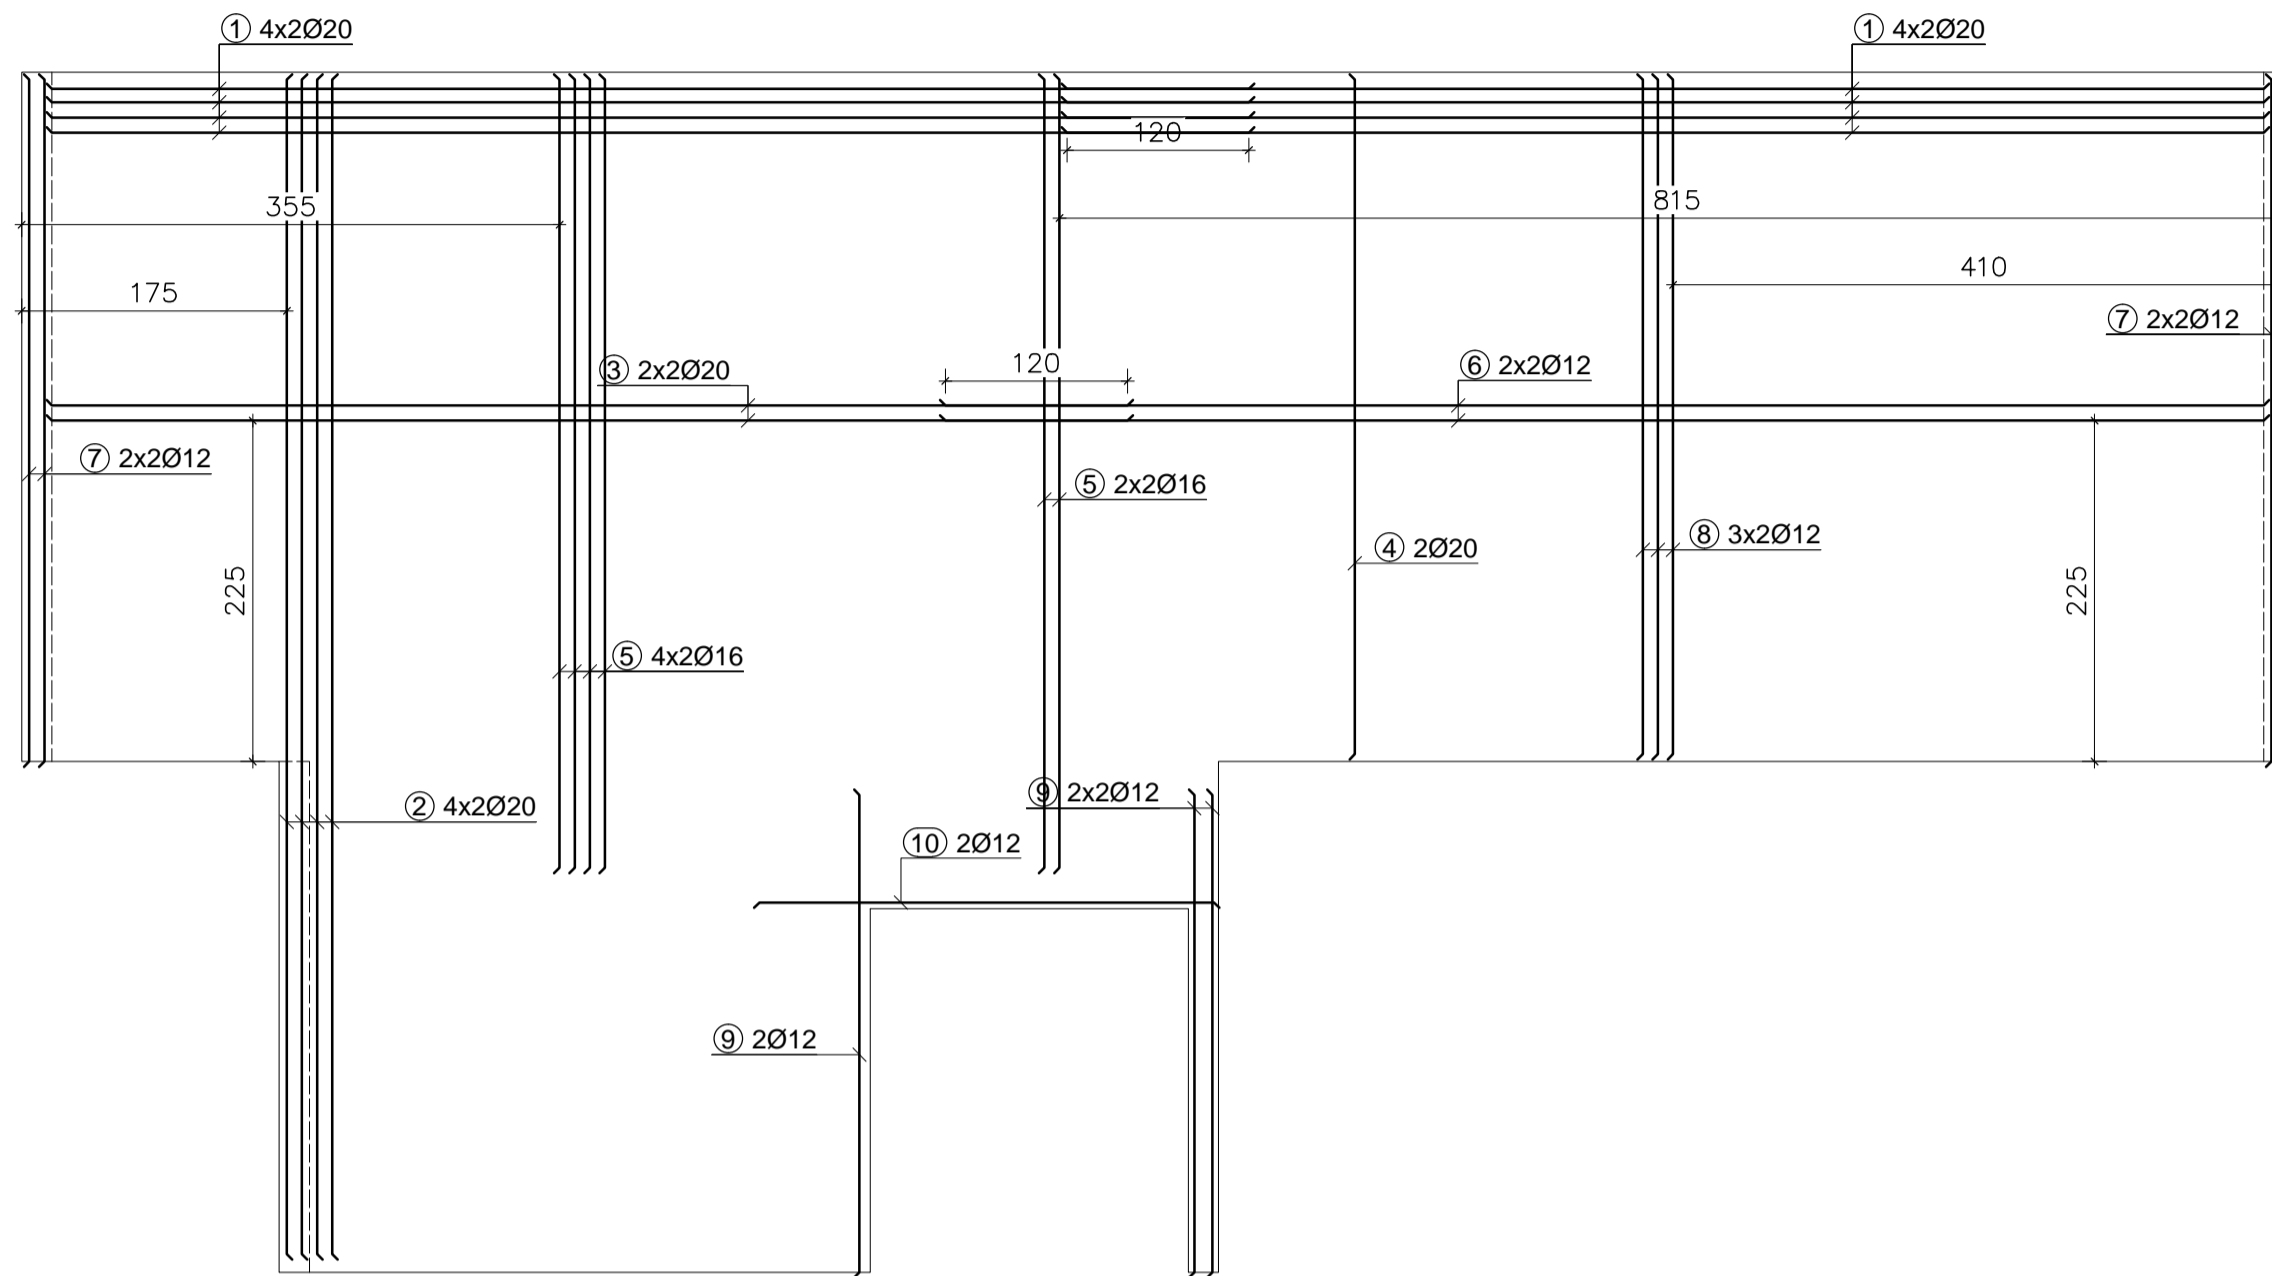 ① 4x2Ø20
① 4x2Ø20
120
355
815
410
175
⑦ 2x2Ø12
120
③ 2x2Ø20
⑥ 2x2Ø12
⑦ 2x2Ø12
⑤ 2x2Ø16
⑧ 3x2Ø12
④ 2Ø20
225
225
⑤ 4x2Ø16
⑨ 2x2Ø12
② 4x2Ø20
⑩ 2Ø12
⑨ 2Ø12